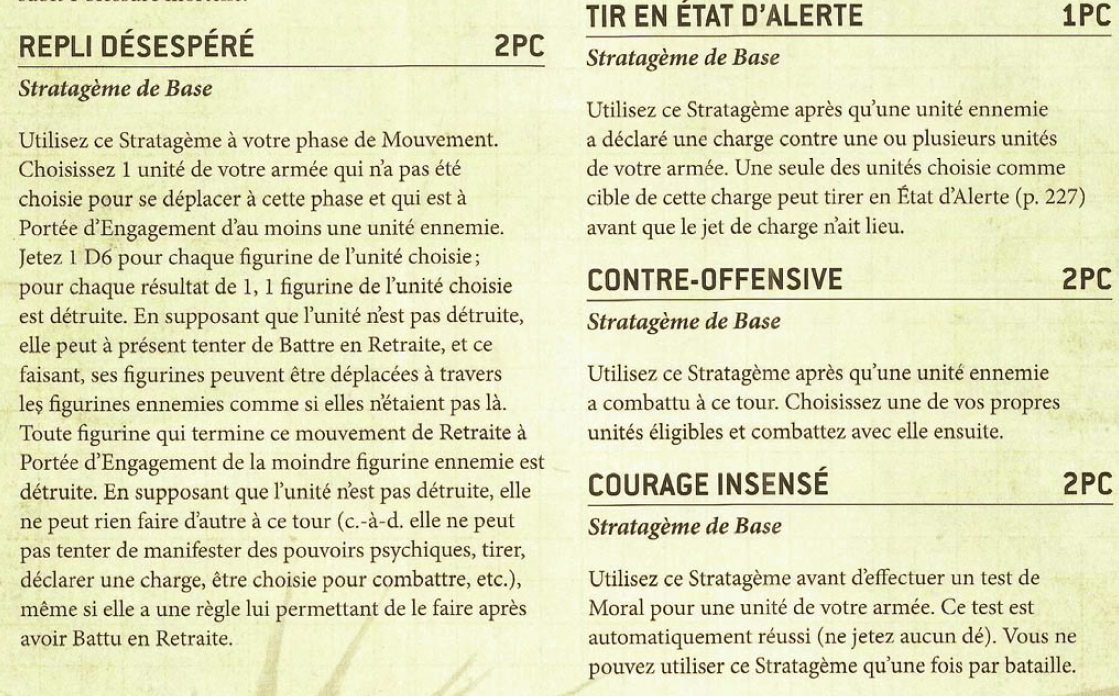 REPLI DÉSESPÉRÉ 2PC
Stratagème de Base
Utilisez ce Stratagème à votre phase de Mouvement.
Choisissez 1 unité de votre armée qui n’a pas été
choisie pour se déplacer à cette phase et qui est à
Portée d’Engagement d’au moins une unité ennemie.
Jetez 1 D6 pour chaque figurine de l’unité choisie ;
pour chaque résultat de 1, 1 figurine de l’unité choisie
est détruite. En supposant que l’unité n’est pas détruite,
elle peut à présent tenter de Battre en Retraite, et ce
faisant, ses figurines peuvent être déplacées à travers
les figurines ennemies comme si elles n’étaient pas là.
Toute figurine qui termine ce mouvement de Retraite à
Portée d’Engagement de la moindre figurine ennemie est
détruite. En supposant que l’unité n’est pas détruite, elle
ne peut rien faire d’autre à ce tour (c.-à-d. elle ne peut
pas tenter de manifester des pouvoirs psychiques, tirer,
déclarer une charge, être choisie pour combattre, etc.),
même si elle a une règle lui permettant de le faire après
avoir Battu en Retraite.
TIR EN ÉTAT D’ALERTE 1PC
Stratagème de Base
Utilisez ce Stratagème après qu’une unité ennemie
a déclaré une charge contre une ou plusieurs unités
de votre armée. Une seule des unités choisie comme
cible de cette charge peut tirer en État d’Alerte (p. 227)
avant que le jet de charge n’ait lieu.
CONTRE-OFFENSIVE 2PC
Stratagème de Base
Utilisez ce Stratagème après qu’une unité ennemie
a combattu à ce tour. Choisissez une de vos propres
unités éligibles et combattez avec elle ensuite.
COURAGE INSENSÉ 2PC
Stratagème de Base
Utilisez ce Stratagème avant d’effectuer un test de
Moral pour une unité de votre armée. Ce test est
automatiquement réussi (ne jetez aucun dé). Vous ne
pouvez utiliser ce Stratagème qu’une fois par bataille.